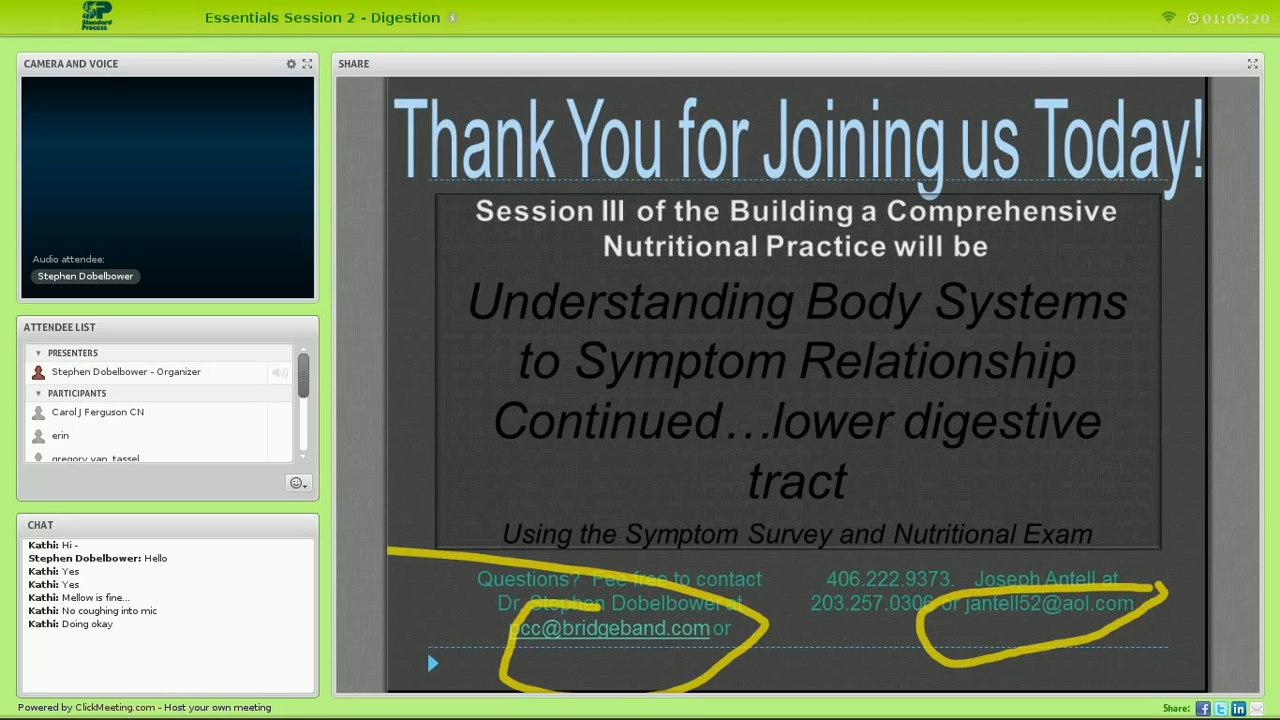 SP
Standard
Process
Essentials Session 2 - Digestion
01:05:20
CAMERA AND VOICE
Audio attendee:
Stephen Dobelbower
ATTENDEE LIST
PRESENTERS
Stephen Dobelbower - Organizer
PARTICIPANTS
Carol J Ferguson CN
erin
gregory van_tassel
CHAT
Kathi: Hi -
Stephen Dobelbower: Hello
Kathi: Yes
Kathi: Yes
Kathi: Mellow is fine...
Kathi: No coughing into mic
Kathi: Doing okay
SHARE
Thank You for Joining us Today!
Session III of the Building a Comprehensive
Nutritional Practice will be
Understanding Body Systems
to Symptom Relationship
Continued…lower digestive
tract
Using the Symptom Survey and Nutritional Exam
Questions? Fee free to contact
Dr. Stephen Dobelbower at
pcc@bridgeband.com or
406.222.9373. Joseph Antell at
203.257.0306 or jantell52@aol.com
Powered by ClickMeeting.com - Host your own meeting
Share: